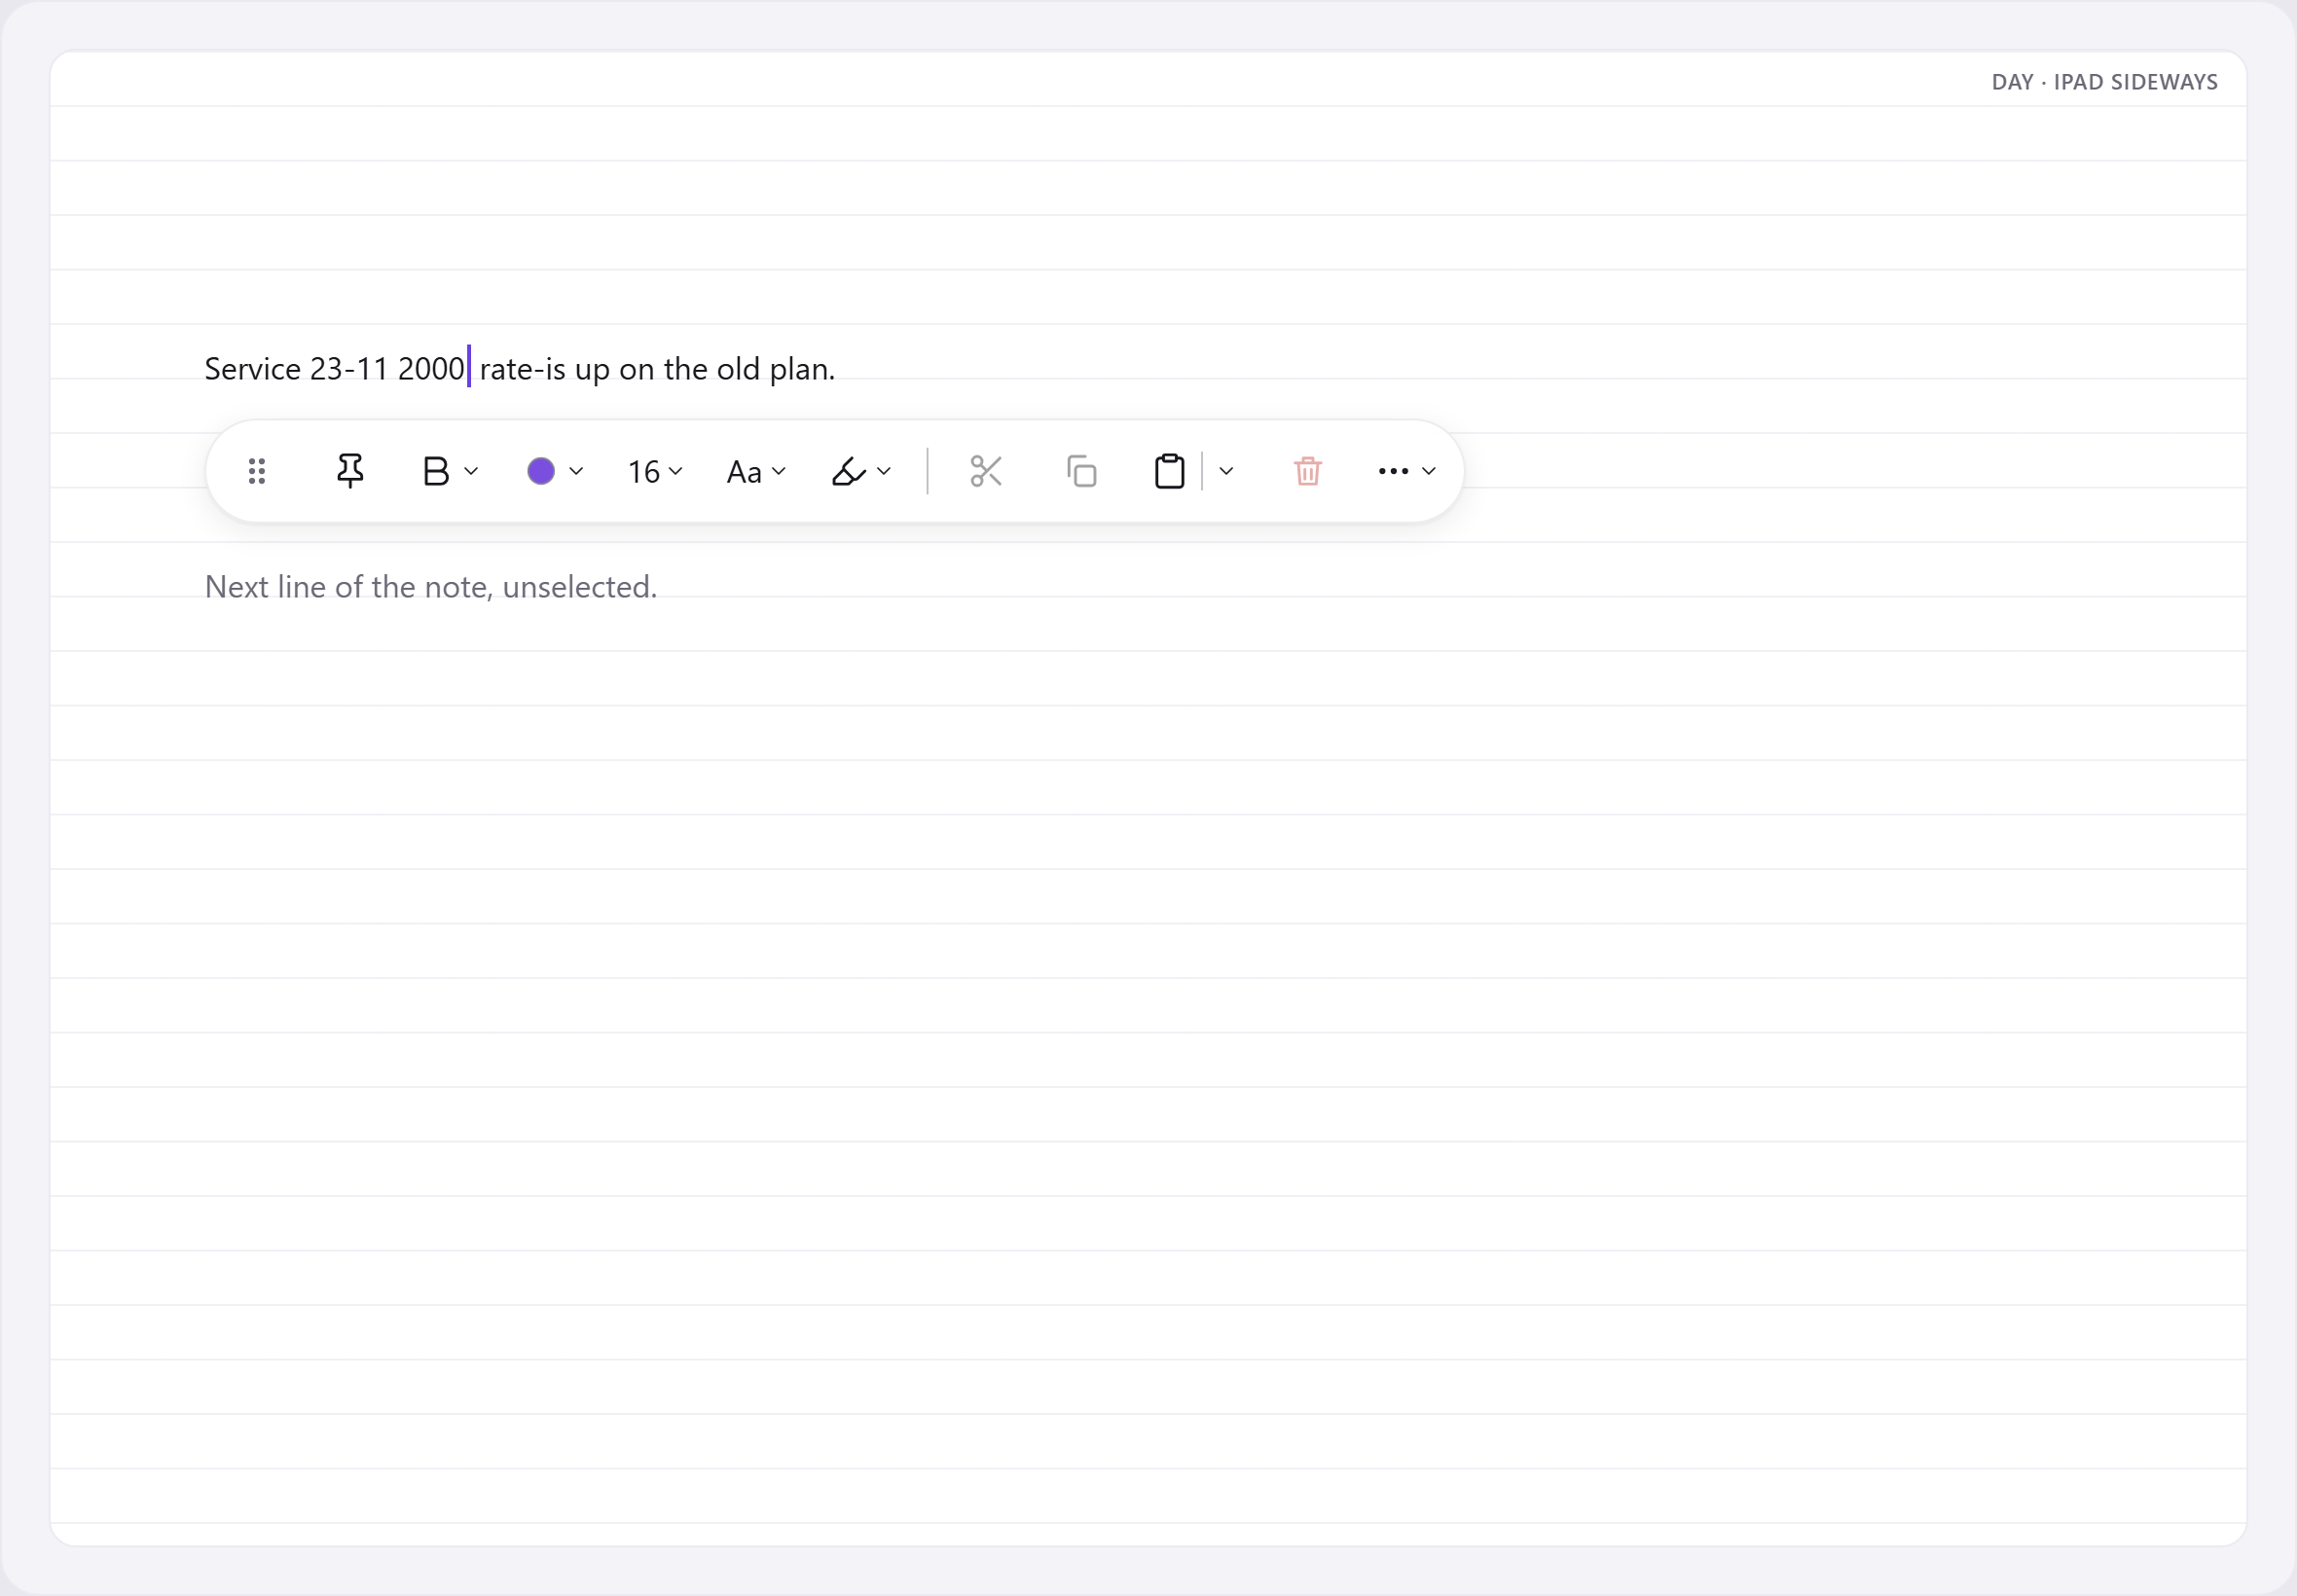 DAY · IPAD SIDEWAYS
Service 23-11 2000 rate-is up on the old plan.
B 16 Aa
Next line of the note, unselected.